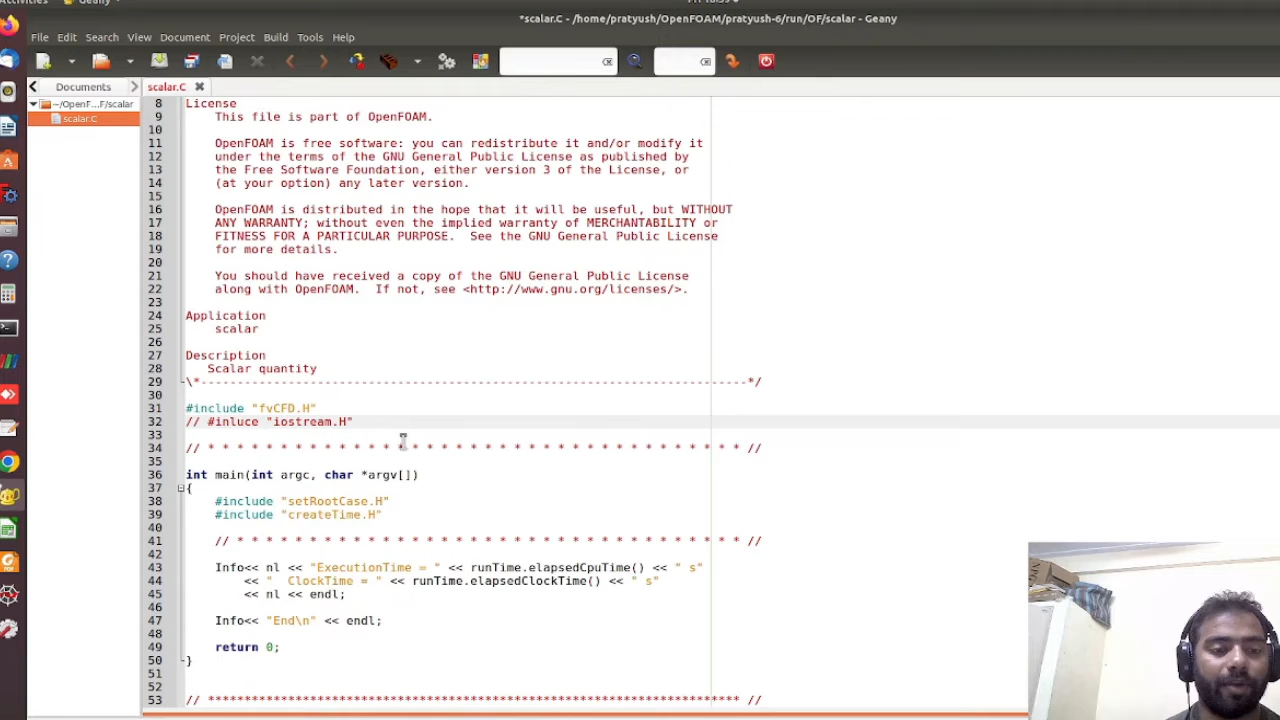 Activities
Geany
*scalar.C - /home/pratyush/OpenFOAM/pratyush-6/run/OF/scalar - Geany
File Edit Search View Document Project Build Tools Help
Documents
scalar.C
~/OpenF...F/scalar
scalar.C
8 License
9 This file is part of OpenFOAM.
10
11 OpenFOAM is free software: you can redistribute it and/or modify it
12 under the terms of the GNU General Public License as published by
13 the Free Software Foundation, either version 3 of the License, or
14 (at your option) any later version.
15
16 OpenFOAM is distributed in the hope that it will be useful, but WITHOUT
17 ANY WARRANTY; without even the implied warranty of MERCHANTABILITY or
18 FITNESS FOR A PARTICULAR PURPOSE. See the GNU General Public License
19 for more details.
20
21 You should have received a copy of the GNU General Public License
22 along with OpenFOAM. If not, see <http://www.gnu.org/licenses/>.
23
24 Application
25 scalar
26
27 Description
28 Scalar quantity
29 \*---------------------------------------------------------------------------*/
30
31 #include "fvCFD.H"
32 // #inluce "iostream.H"
33
34 // * * * * * * * * * * * * * * * * * * * * * * * * * * * * * * * * * * * * * //
35
36 int main(int argc, char *argv[])
37 {
38 #include "setRootCase.H"
39 #include "createTime.H"
40
41 // * * * * * * * * * * * * * * * * * * * * * * * * * * * * * * * * * * * //
42
43 Info<< nl << "ExecutionTime = " << runTime.elapsedCpuTime() << " s"
44 << " ClockTime = " << runTime.elapsedClockTime() << " s"
45 << nl << endl;
46
47 Info<< "End\n" << endl;
48
49 return 0;
50 }
51
52
53 // ************************************************************************* //